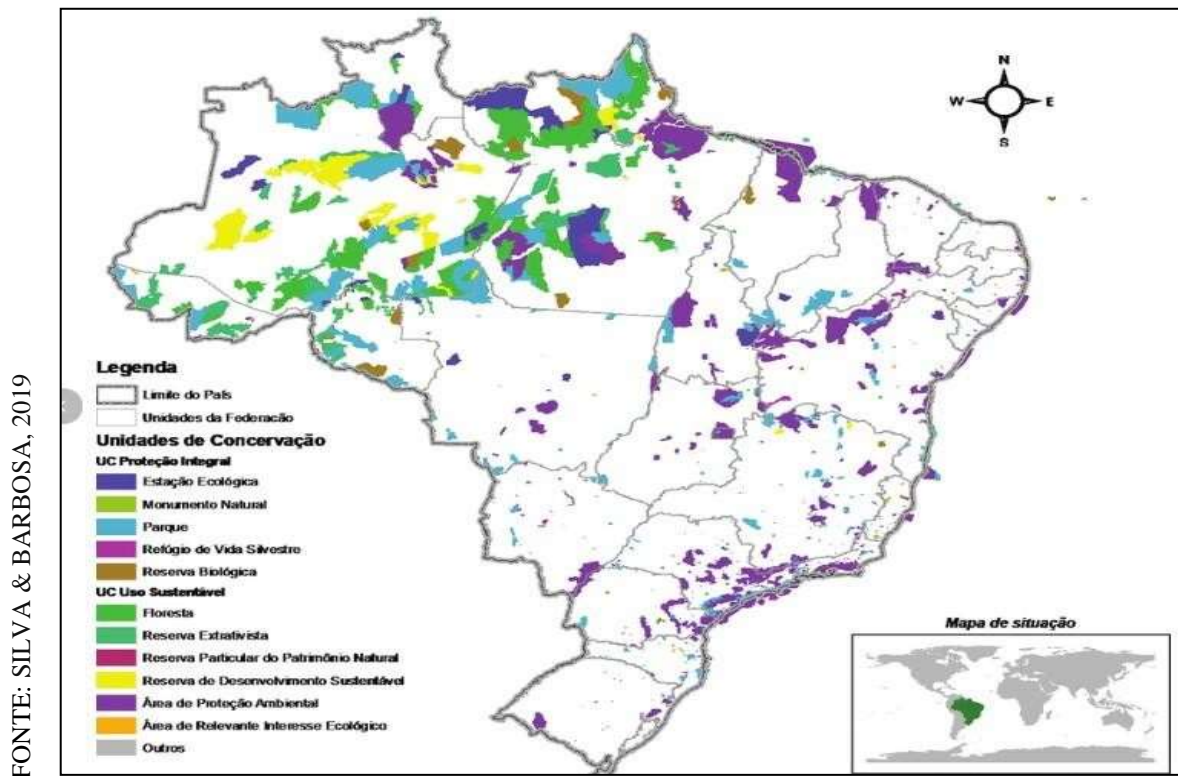 FONTE: SILVA & BARBOSA, 2019
N
W
E
S
Legenda
Limite do País
Unidades da Federacão
Unidades de Concervação
UC Proteção Integral
Estação Ecológica
Monumento Natural
Parque
Refúgio de Vida Silvestre
Reserva Biológica
UC Uso Sustentável
Floresta
Reserva Extrativista
Reserva Particular do Patrimônio Natural
Reserva de Desenvolvimento Sustentável
Área de Proteção Ambiental
Área de Relevante Interesse Ecológico
Outros
Mapa de situação